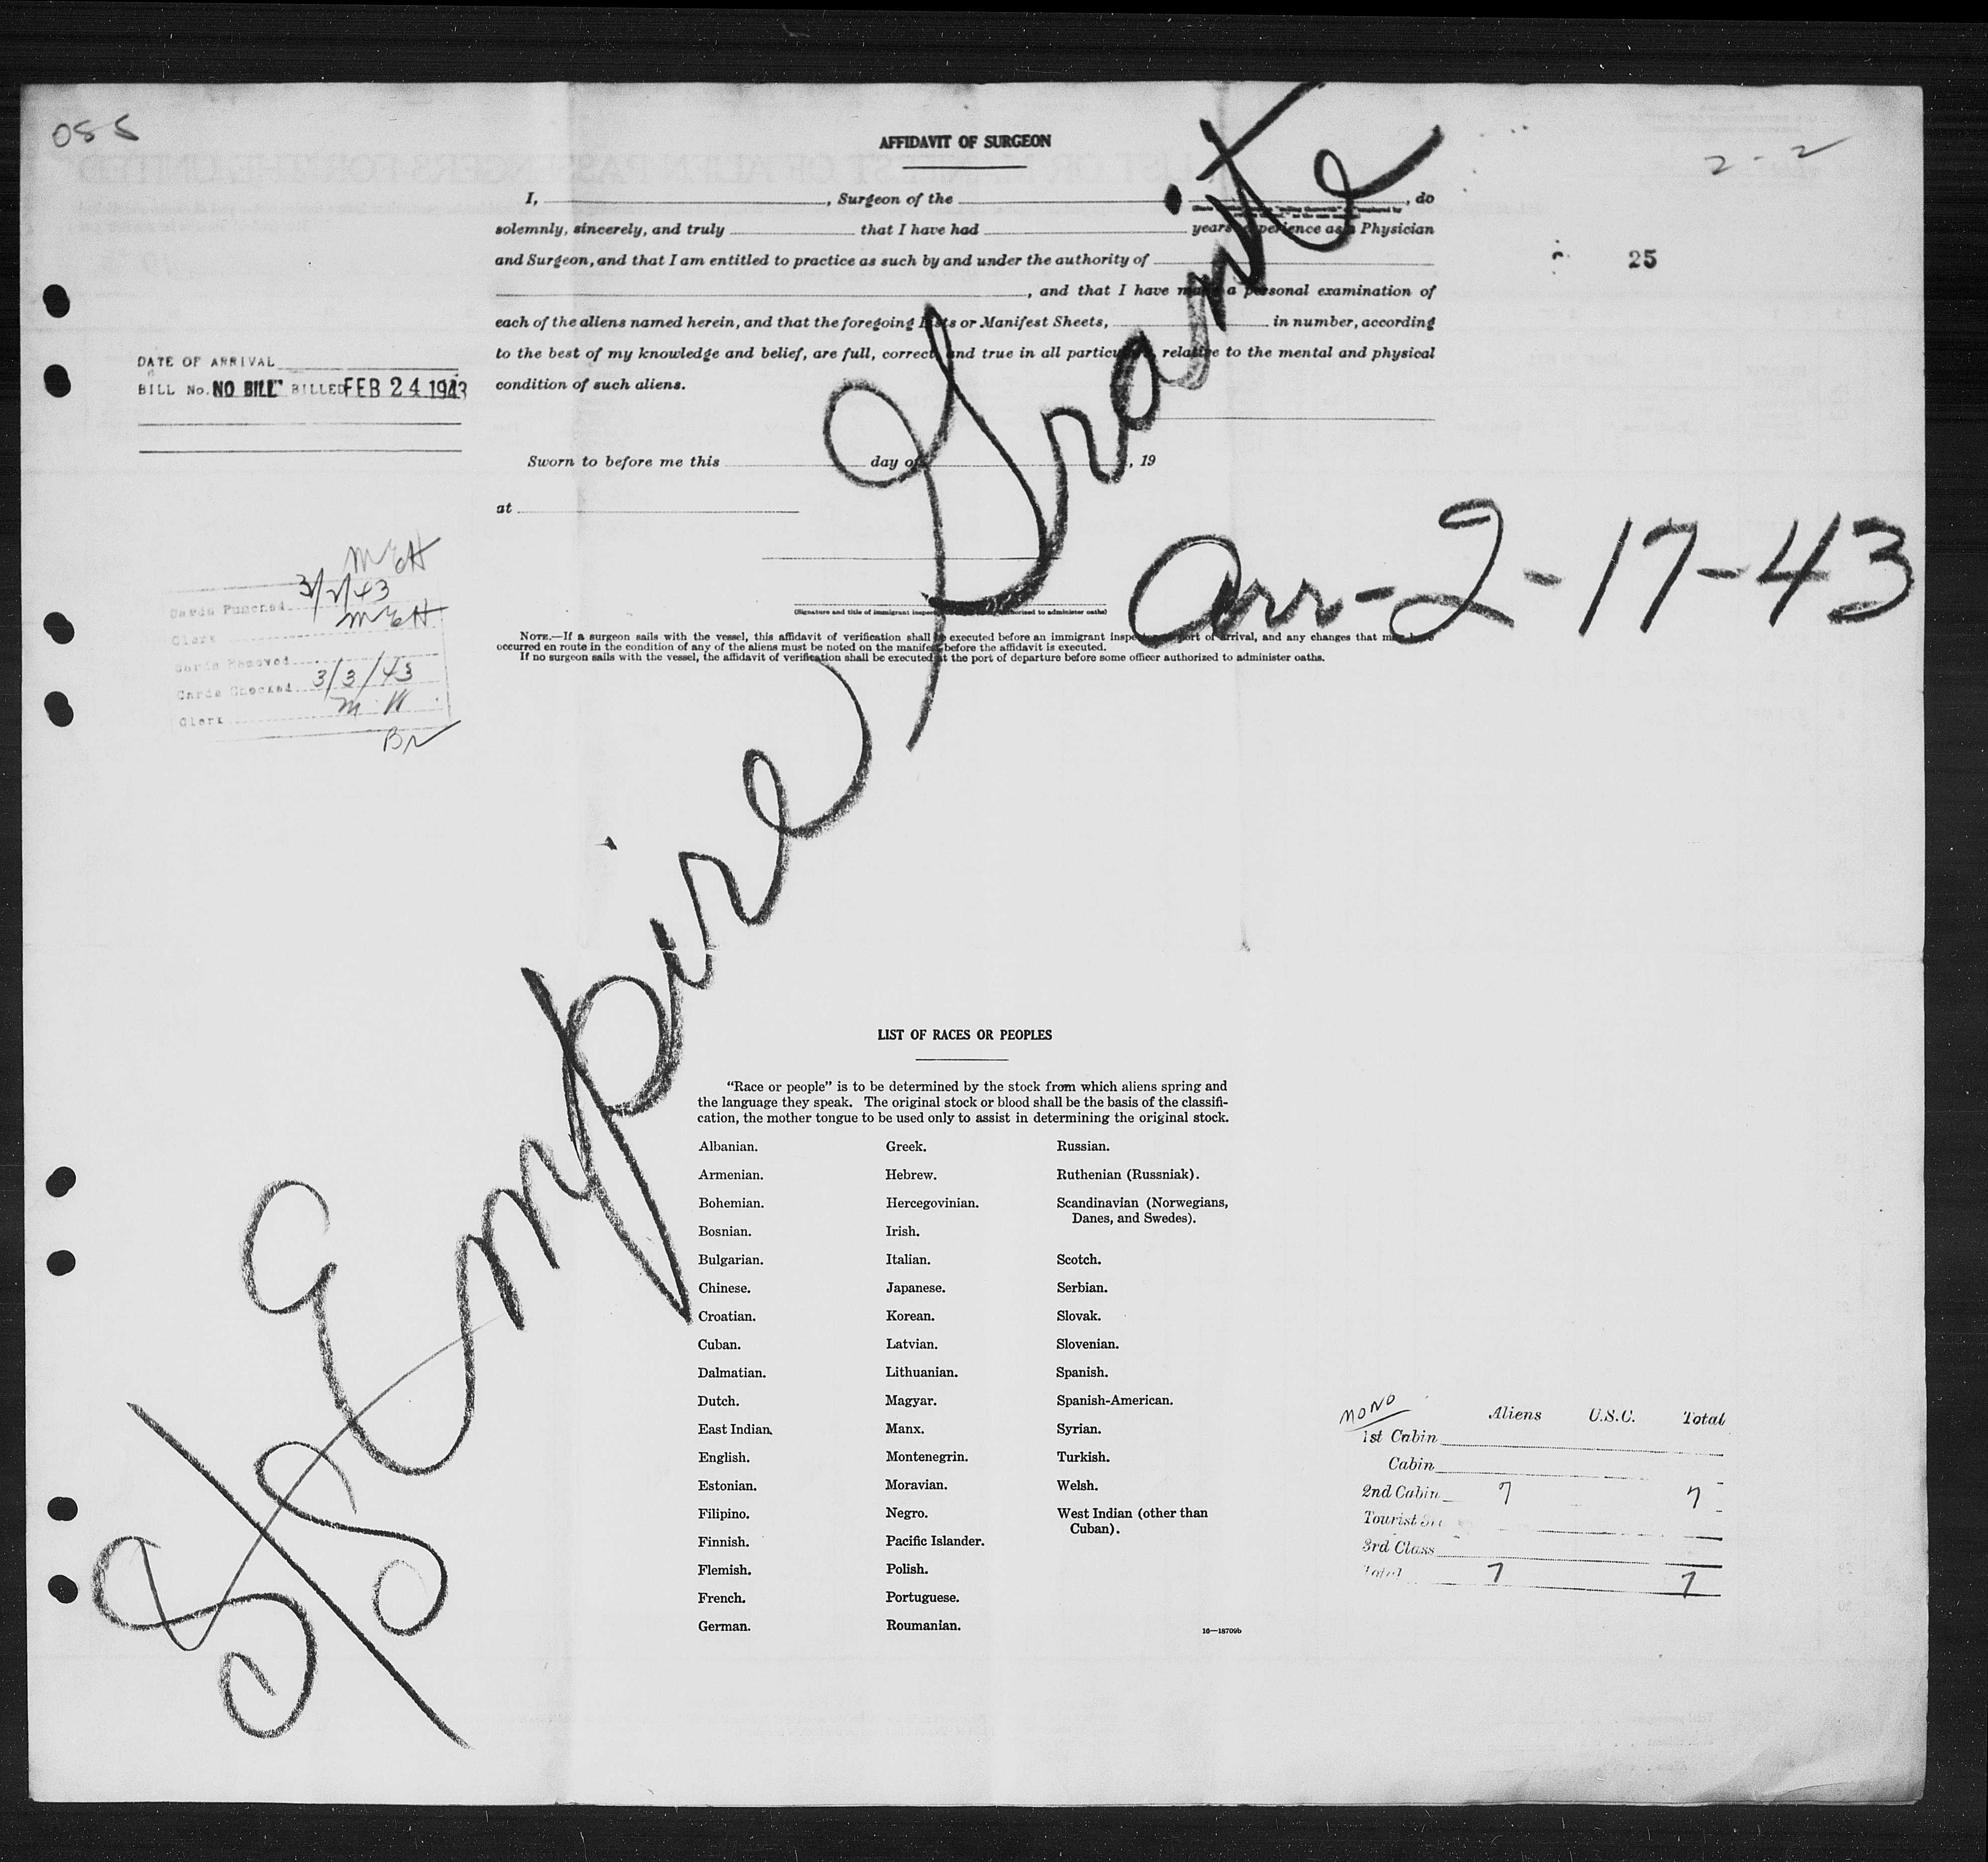 055
2-2
25
AFFIDAVIT OF SURGEON
I, , Surgeon of the , do
solemnly, sincerely, and truly that I have had years' experience as a Physician
and Surgeon, and that I am entitled to practice as such by and under the authority of
, and that I have made a personal examination of
each of the aliens named herein, and that the foregoing Lists or Manifest Sheets, in number, according
to the best of my knowledge and belief, are full, correct, and true in all particulars, relative to the mental and physical
condition of such aliens.
DATE OF ARRIVAL
BILL No. NO BILL BILLED FEB 24 1943
Sworn to before me this day of , 19
at
S/S Empire Granite
Arr-2-17-43
MEH
Cards Punched 3/2/43
Clerk MEH
Cards Removed
Cards Checked 3/3/43
Clerk M W
Br
NOTE.—If a surgeon sails with the vessel, this affidavit of verification shall be executed before an immigrant inspector port of arrival, and any changes that
occurred en route in the condition of any of the aliens must be noted on the manifest before the affidavit is executed.
If no surgeon sails with the vessel, the affidavit of verification shall be executed at the port of departure before some officer authorized to administer oaths.
LIST OF RACES OR PEOPLES
"Race or people" is to be determined by the stock from which aliens spring and
the language they speak. The original stock or blood shall be the basis of the classifi-
cation, the mother tongue to be used only to assist in determining the original stock.
Albanian.
Armenian.
Bohemian.
Bosnian.
Bulgarian.
Chinese.
Croatian.
Cuban.
Dalmatian.
Dutch.
East Indian.
English.
Estonian.
Filipino.
Finnish.
Flemish.
French.
German.
Greek.
Hebrew.
Hercegovinian.
Irish.
Italian.
Japanese.
Korean.
Latvian.
Lithuanian.
Magyar.
Manx.
Montenegrin.
Moravian.
Negro.
Pacific Islander.
Polish.
Portuguese.
Roumanian.
Russian.
Ruthenian (Russniak).
Scandinavian (Norwegians,
Danes, and Swedes).
Scotch.
Serbian.
Slovak.
Slovenian.
Spanish.
Spanish-American.
Syrian.
Turkish.
Welsh.
West Indian (other than
Cuban).
16—18709b
MONO
Aliens U.S.C. Total
1st Cabin
Cabin
2nd Cabin 7 7
Tourist
3rd Class
Total 7 7